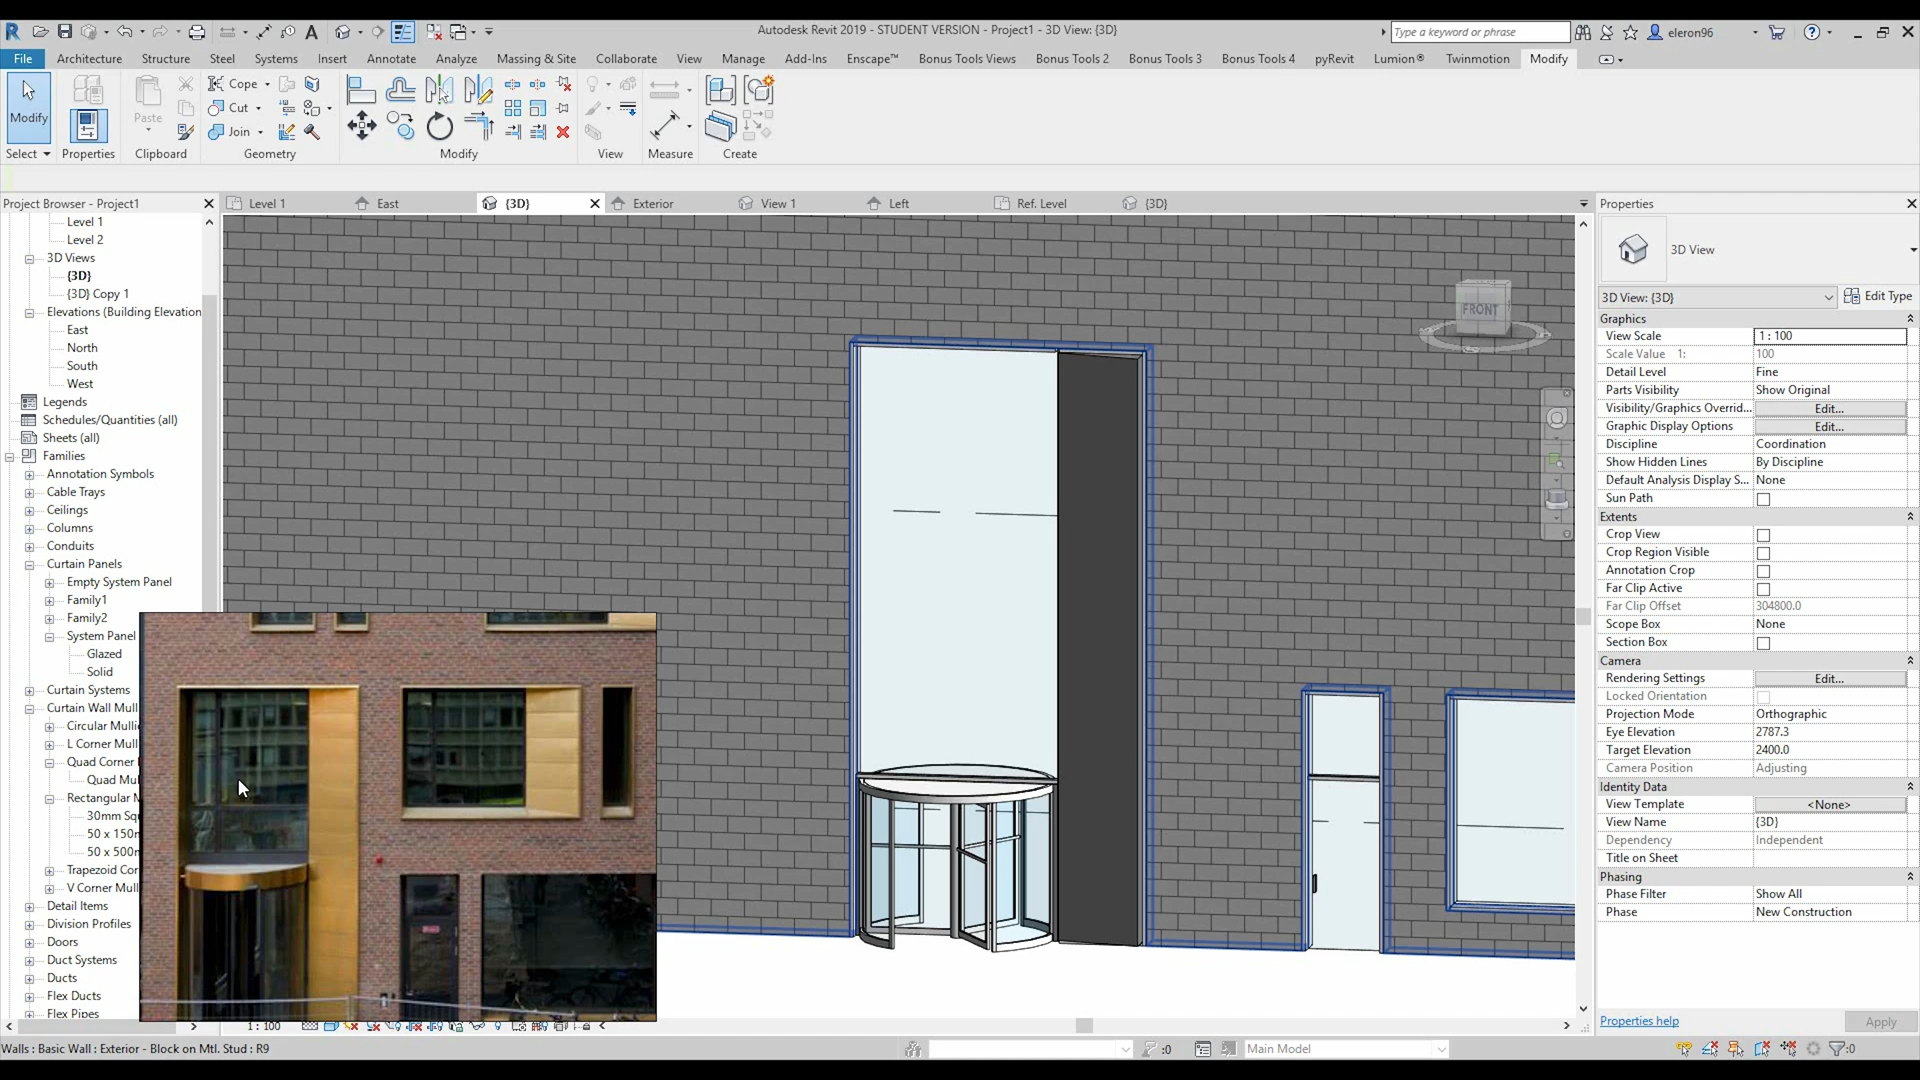 Autodesk Revit 2019 - STUDENT VERSION - Project1 - 3D View: {3D}
Type a keyword or phrase
eleron96
File Architecture Structure Steel Systems Insert Annotate Analyze Massing & Site Collaborate View Manage Add-Ins Enscape™ Bonus Tools Views Bonus Tools 2 Bonus Tools 3 Bonus Tools 4 pyRevit Lumion® Twinmotion Modify
Modify
Paste
Cope
Cut
Join
Select Properties Clipboard Geometry Modify View Measure Create
Project Browser - Project1
Level 1 East {3D} Exterior View 1 Left Ref. Level {3D}
Level 1
Level 2
3D Views
{3D}
{3D} Copy 1
Elevations (Building Elevation
East
North
South
West
Legends
Schedules/Quantities (all)
Sheets (all)
Families
Annotation Symbols
Cable Trays
Ceilings
Columns
Conduits
Curtain Panels
Empty System Panel
Family1
Family2
System Panel
Glazed
Solid
Curtain Systems
Curtain Wall Mull
Circular Mulli
L Corner Mull
Quad Corner
Quad Mu
Rectangular M
30mm Squ
50 x 150m
50 x 500m
Trapezoid Cor
V Corner Mull
Detail Items
Division Profiles
Doors
Duct Systems
Ducts
Flex Ducts
Flex Pipes
FRONT
Properties
3D View
3D View: {3D} Edit Type
Graphics
View Scale 1 : 100
Scale Value 1: 100
Detail Level Fine
Parts Visibility Show Original
Visibility/Graphics Overrid... Edit...
Graphic Display Options Edit...
Discipline Coordination
Show Hidden Lines By Discipline
Default Analysis Display S... None
Sun Path
Extents
Crop View
Crop Region Visible
Annotation Crop
Far Clip Active
Far Clip Offset 304800.0
Scope Box None
Section Box
Camera
Rendering Settings Edit...
Locked Orientation
Projection Mode Orthographic
Eye Elevation 2787.3
Target Elevation 2400.0
Camera Position Adjusting
Identity Data
View Template <None>
View Name {3D}
Dependency Independent
Title on Sheet
Phasing
Phase Filter Show All
Phase New Construction
Properties help Apply
1 : 100
Walls : Basic Wall : Exterior - Block on Mtl. Stud : R9
:0
Main Model
:0